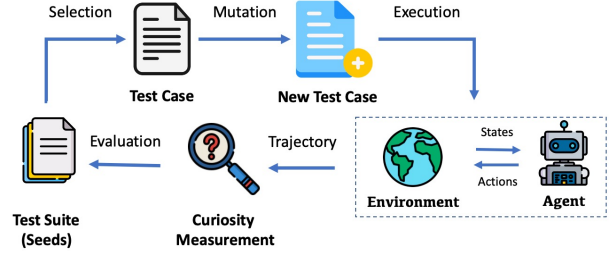 Selection
Mutation
Execution
Test Case
New Test Case
Evaluation
Trajectory
States
Actions
Environment
Agent
Test Suite
(Seeds)
Curiosity
Measurement
?